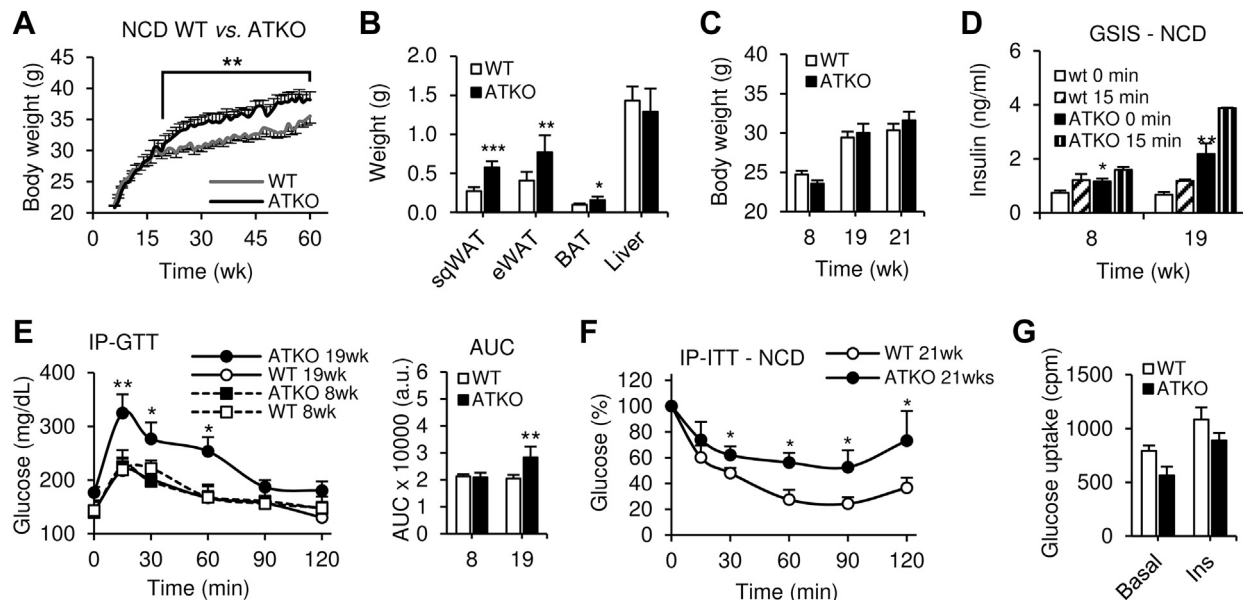 A
NCD WT vs. ATKO
Body weight (g)
45
40
35
30
25
20
**
WT
ATKO
0 15 30 45 60
Time (wk)
B
Weight (g)
2.0
1.5
1.0
0.5
0.0
WT
ATKO
***
**
*
sqWAT eWAT BAT Liver
C
Body weight (g)
40
35
30
25
20
WT
ATKO
8 19 21
Time (wk)
D
GSIS - NCD
Insulin (ng/ml)
6
4
2
0
wt 0 min
wt 15 min
ATKO 0 min
ATKO 15 min
*
**
8 19
Time (wk)
E
IP-GTT
ATKO 19wk
WT 19wk
ATKO 8wk
WT 8wk
Glucose (mg/dL)
400
300
200
100
**
*
*
0 30 60 90 120
Time (min)
AUC
AUC x 10000 (a.u.)
4
3
2
1
0
WT
ATKO
**
8 19
F
IP-ITT - NCD
WT 21wk
ATKO 21wks
Glucose (%)
120
100
80
60
40
20
0
* * * *
0 30 60 90 120
Time (min)
G
Glucose uptake (cpm)
1500
1000
500
0
WT
ATKO
Basal Ins